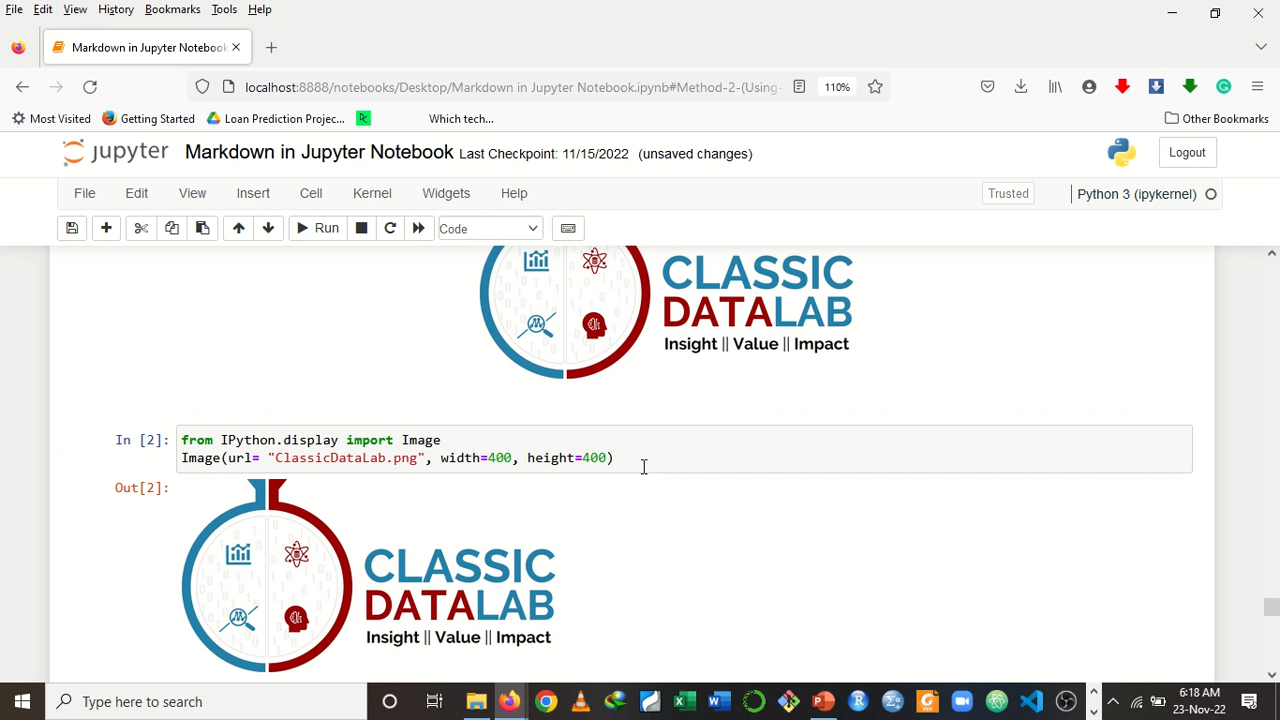 File Edit View History Bookmarks Tools Help
Markdown in Jupyter Notebook
localhost:8888/notebooks/Desktop/Markdown in Jupyter Notebook.ipynb#Method-2-(Using- 110%
Most Visited Getting Started Loan Prediction Projec... Which tech... Other Bookmarks
jupyter Markdown in Jupyter Notebook Last Checkpoint: 11/15/2022 (unsaved changes) Logout
File Edit View Insert Cell Kernel Widgets Help Trusted Python 3 (ipykernel)
Run Code
CLASSIC
DATALAB
Insight || Value || Impact
In [2]: from IPython.display import Image
Image(url= "ClassicDataLab.png", width=400, height=400)
Out[2]:
CLASSIC
DATALAB
Insight || Value || Impact
Type here to search
6:18 AM
23-Nov-22